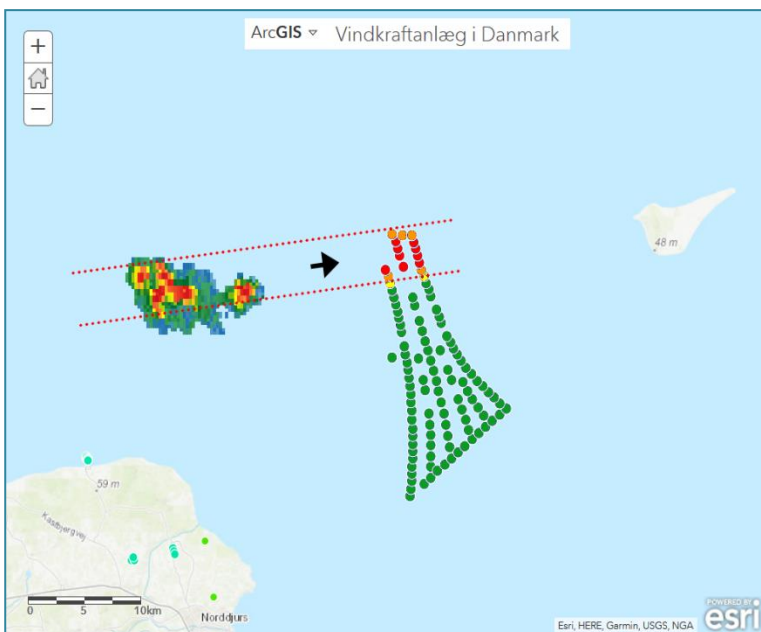 ArcGIS Vindkraftanlæg i Danmark
+
−
48 m
59 m
Kastbjergvej
0 5 10km
Norddjurs
Esri, HERE, Garmin, USGS, NGA
POWERED BY
esri